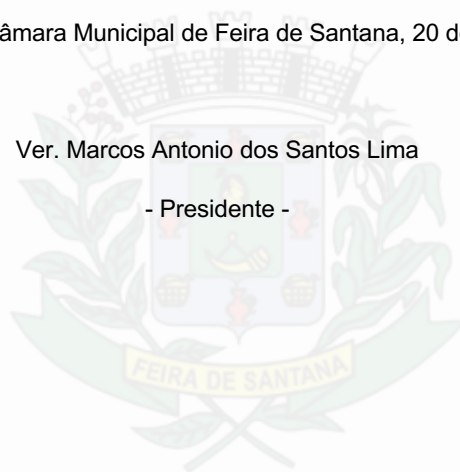 âmara Municipal de Feira de Santana, 20 d
Ver. Marcos Antonio dos Santos Lima
- Presidente -
FEIRA DE SANTANA